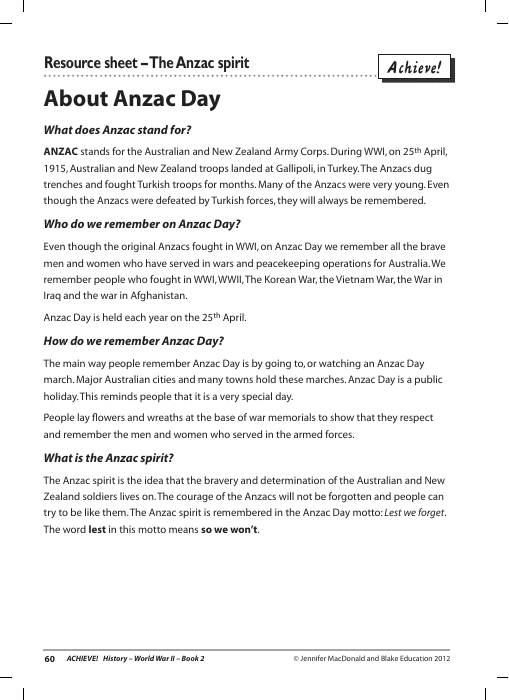 Resource sheet – The Anzac spirit
Achieve!
About Anzac Day
What does Anzac stand for?
ANZAC stands for the Australian and New Zealand Army Corps. During WWI, on 25th April,
1915, Australian and New Zealand troops landed at Gallipoli, in Turkey. The Anzacs dug
trenches and fought Turkish troops for months. Many of the Anzacs were very young. Even
though the Anzacs were defeated by Turkish forces, they will always be remembered.
Who do we remember on Anzac Day?
Even though the original Anzacs fought in WWI, on Anzac Day we remember all the brave
men and women who have served in wars and peacekeeping operations for Australia. We
remember people who fought in WWI, WWII, The Korean War, the Vietnam War, the War in
Iraq and the war in Afghanistan.
Anzac Day is held each year on the 25th April.
How do we remember Anzac Day?
The main way people remember Anzac Day is by going to, or watching an Anzac Day
march. Major Australian cities and many towns hold these marches. Anzac Day is a public
holiday. This reminds people that it is a very special day.
People lay flowers and wreaths at the base of war memorials to show that they respect
and remember the men and women who served in the armed forces.
What is the Anzac spirit?
The Anzac spirit is the idea that the bravery and determination of the Australian and New
Zealand soldiers lives on. The courage of the Anzacs will not be forgotten and people can
try to be like them. The Anzac spirit is remembered in the Anzac Day motto: Lest we forget.
The word lest in this motto means so we won't.
60 ACHIEVE! History – World War II – Book 2
© Jennifer MacDonald and Blake Education 2012